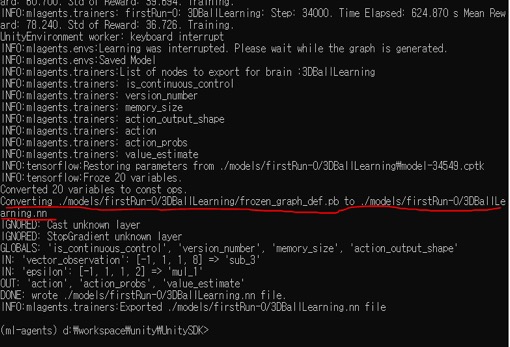 ard: 60.700. Std of Reward: 39.694. Training.
INFO:mlagents.trainers: firstRun-0: 3DBallLearning: Step: 34000. Time Elapsed: 624.870 s Mean Rew
ard: 78.240. Std of Reward: 36.726. Training.
UnityEnvironment worker: keyboard interrupt
INFO:mlagents.envs:Learning was interrupted. Please wait while the graph is generated.
INFO:mlagents.envs:Saved Model
INFO:mlagents.trainers:List of nodes to export for brain :3DBallLearning
INFO:mlagents.trainers: is_continuous_control
INFO:mlagents.trainers: version_number
INFO:mlagents.trainers: memory_size
INFO:mlagents.trainers: action_output_shape
INFO:mlagents.trainers: action
INFO:mlagents.trainers: action_probs
INFO:mlagents.trainers: value_estimate
INFO:tensorflow:Restoring parameters from ./models/firstRun-0/3DBallLearning₩model-34549.cptk
INFO:tensorflow:Froze 20 variables.
Converted 20 variables to const ops.
Converting ./models/firstRun-0/3DBallLearning/frozen_graph_def.pb to ./models/firstRun-0/3DBallLe
arning.nn
IGNORED: Cast unknown layer
IGNORED: StopGradient unknown layer
GLOBALS: 'is_continuous_control', 'version_number', 'memory_size', 'action_output_shape'
IN: 'vector_observation': [-1, 1, 1, 8] => 'sub_3'
IN: 'epsilon': [-1, 1, 1, 2] => 'mul_1'
OUT: 'action', 'action_probs', 'value_estimate'
DONE: wrote ./models/firstRun-0/3DBallLearning.nn file.
INFO:mlagents.trainers:Exported ./models/firstRun-0/3DBallLearning.nn file
(ml-agents) d:₩workspace₩unity₩UnitySDK>